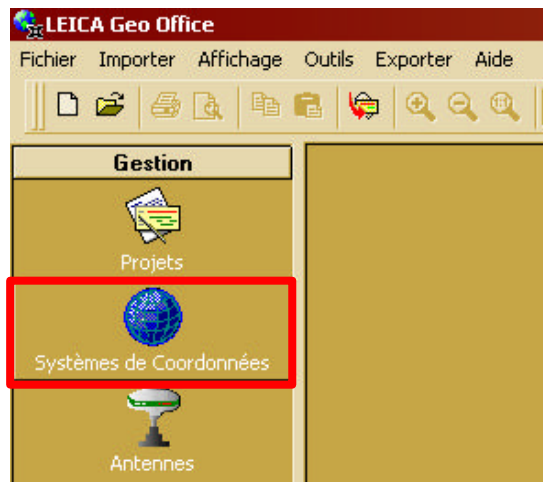 LEICA Geo Office
Fichier Importer Affichage Outils Exporter Aide
Gestion
Projets
Systèmes de Coordonnées
Antennes